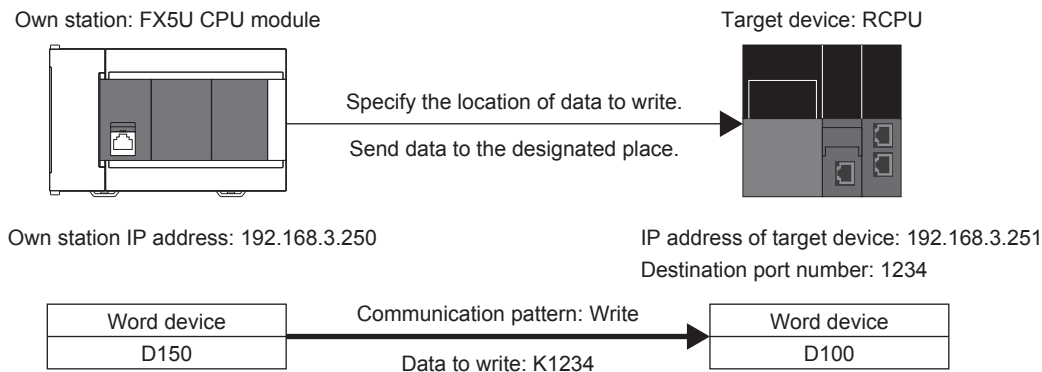 Own station: FX5U CPU module
Target device: RCPU
Specify the location of data to write.
Send data to the designated place.
Own station IP address: 192.168.3.250
IP address of target device: 192.168.3.251
Destination port number: 1234
Word device
D150
Communication pattern: Write
Data to write: K1234
Word device
D100